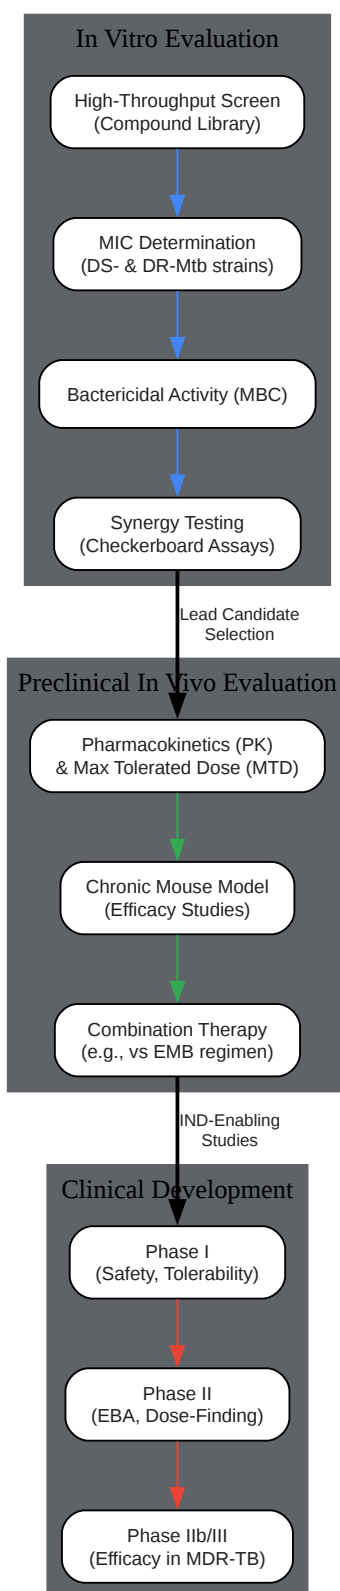 In Vitro Evaluation
High-Throughput Screen
(Compound Library)
MIC Determination
(DS- & DR-Mtb strains)
Bactericidal Activity (MBC)
Synergy Testing
(Checkerboard Assays)
Lead Candidate
Selection
Preclinical In Vivo Evaluation
Pharmacokinetics (PK)
& Max Tolerated Dose (MTD)
Chronic Mouse Model
(Efficacy Studies)
Combination Therapy
(e.g., vs EMB regimen)
IND-Enabling
Studies
Clinical Development
Phase I
(Safety, Tolerability)
Phase II
(EBA, Dose-Finding)
Phase IIb/III
(Efficacy in MDR-TB)